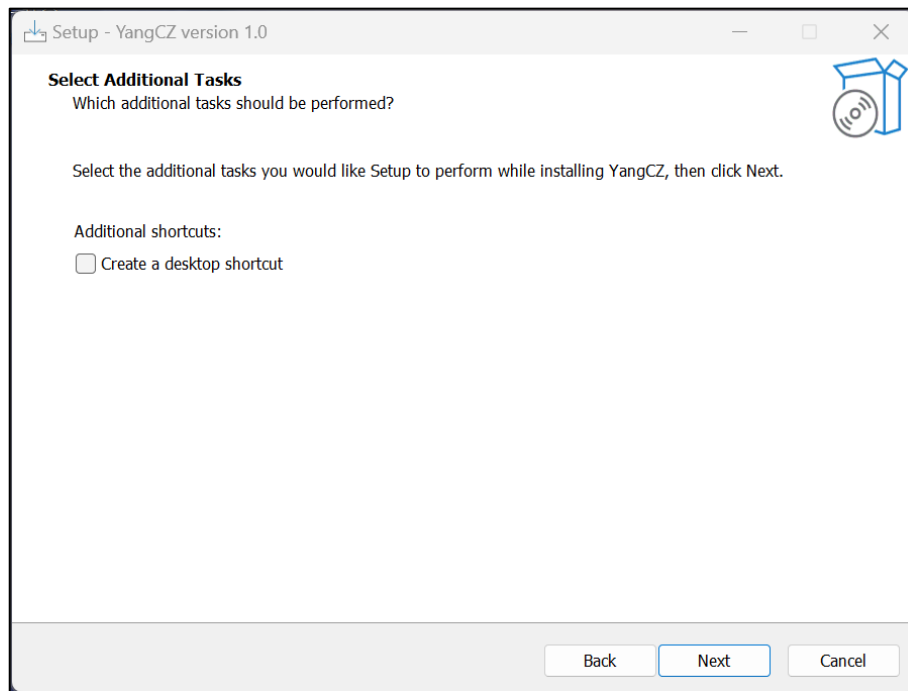 Setup - YangCZ version 1.0
Select Additional Tasks
Which additional tasks should be performed?
Select the additional tasks you would like Setup to perform while installing YangCZ, then click Next.
Additional shortcuts:
Create a desktop shortcut
Back
Next
Cancel